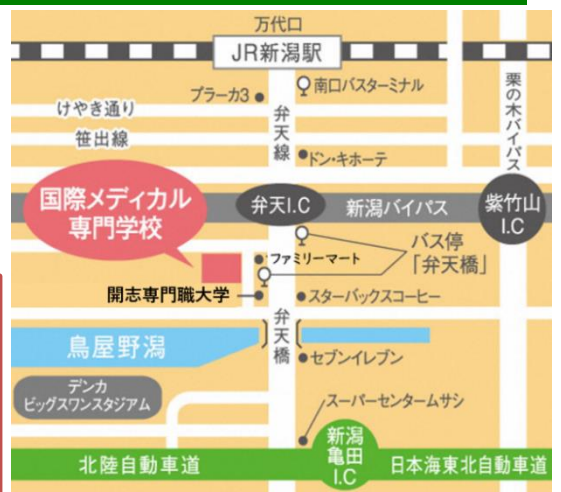 万代口
JR新潟駅
プラーカ3
南口バスターミナル
けやき通り
笹出線
弁天線
ドン・キホーテ
栗の木バイパス
国際メディカル
専門学校
弁天I.C
新潟バイパス
紫竹山
I.C
バス停
「弁天橋」
ファミリーマート
開志専門職大学
スターバックスコーヒー
鳥屋野潟
弁天橋
セブンイレブン
デンカ
ビッグスワンスタジアム
スーパーセンタームサシ
北陸自動車道
新潟
亀田
I.C
日本海東北自動車道